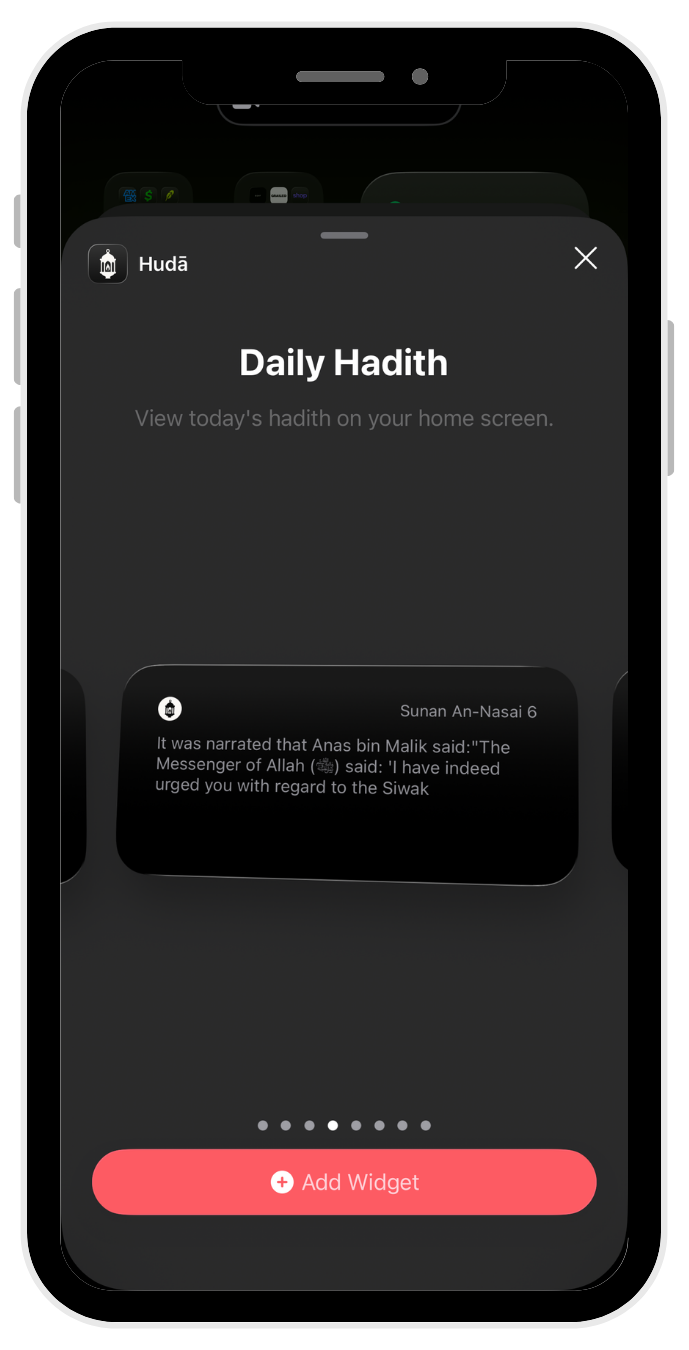 Hudā
Daily Hadith
View today's hadith on your home screen.
Sunan An-Nasai 6
It was narrated that Anas bin Malik said:"The
Messenger of Allah (ﷺ) said: 'I have indeed
urged you with regard to the Siwak
Add Widget